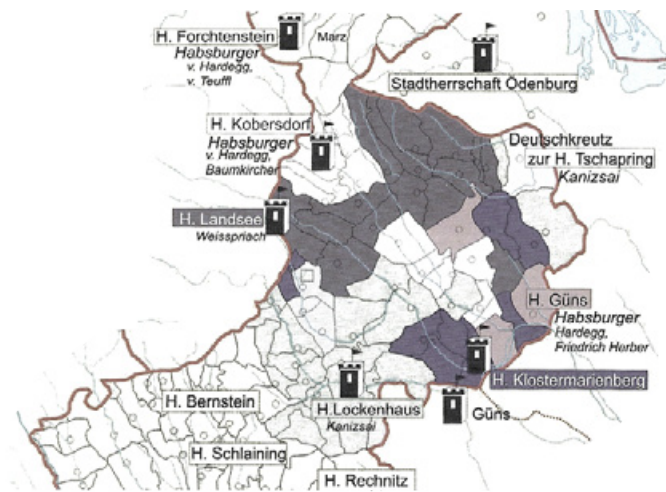 H. Forchtenstein
Habsburger
v. Hardegg,
v. Teuffl
Marz
Stadtherrschaft Ödenburg
H. Kobersdorf
Habsburger
v. Hardegg,
Baumkircher
Deutschkreutz
zur H. Tschapring
Kanizsai
H. Landsee
Weisspriach
H. Güns
Habsburger
Hardegg,
Friedrich Herber
H. Klostermarienberg
H. Bernstein
H.Lockenhaus
Kanizsai
Güns
H. Schlaining
H. Rechnitz